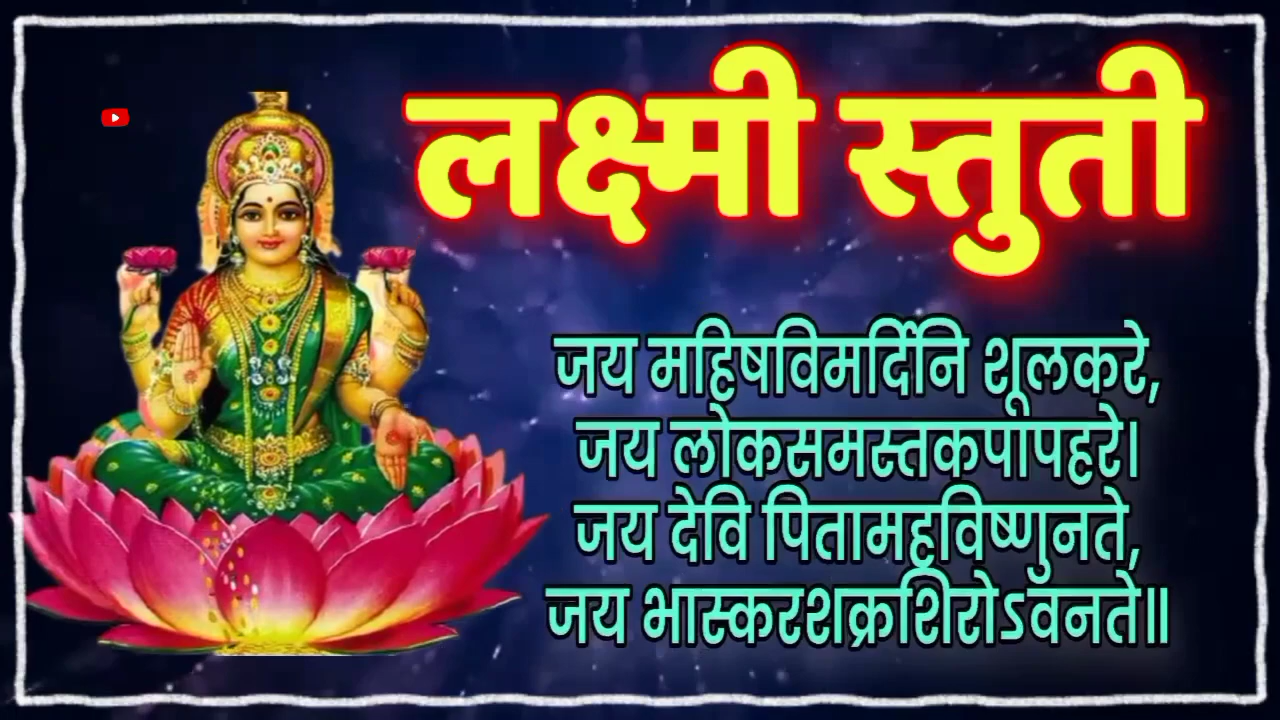 लक्ष्मी स्तुती
जय महिषविमर्दिनि शूलकरे,
जय लोकसमस्तकपापहरे।
जय देवि पितामहविष्णुनते,
जय भास्करशक्रशिरोऽवनते॥